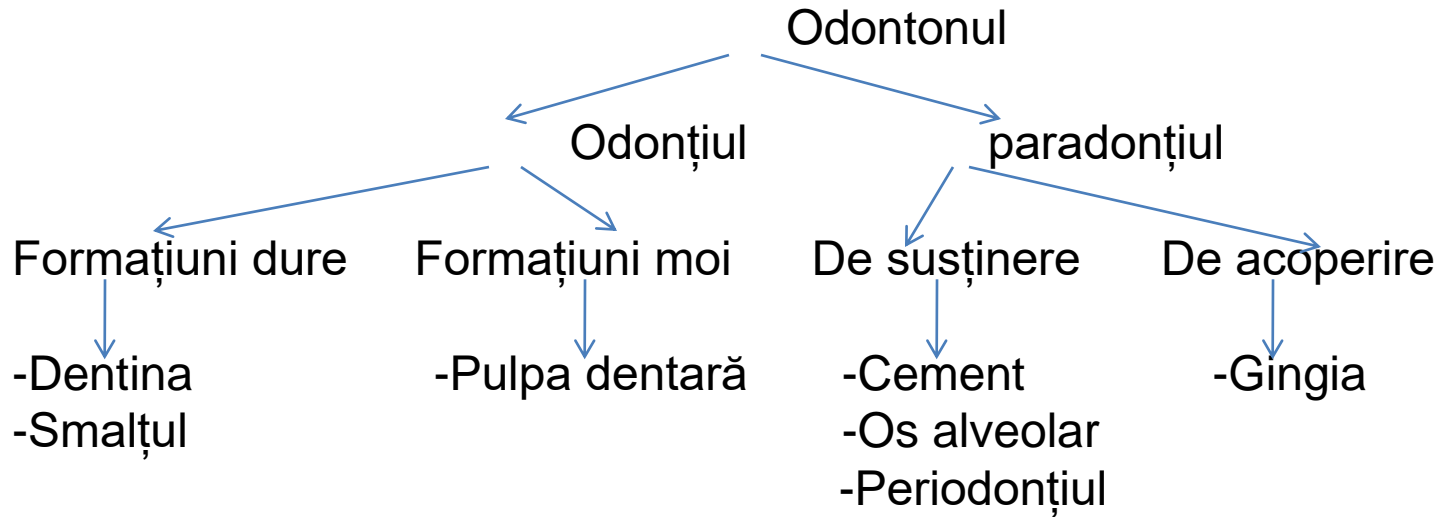 Odontonul
Odonțiul paradonțiul
Formațiuni dure Formațiuni moi De susținere De acoperire
-Dentina -Pulpa dentară -Cement -Gingia
-Smalțul -Os alveolar
-Periodonțiul